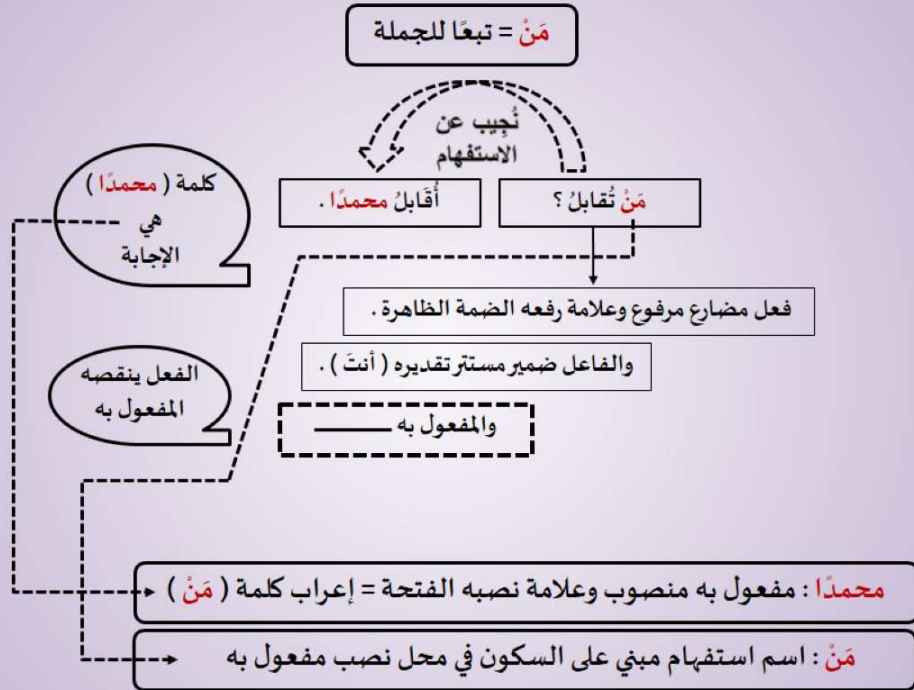 مَنْ = تبعًا للجملة
نُجِيب عن
الاستفهام
مَنْ تُقابلُ ؟
أُقَابلُ محمدًا .
كلمة ( محمدًا )
هي
الإجابة
فعل مضارع مرفوع وعلامة رفعه الضمة الظاهرة .
والفاعل ضمير مستتر تقديره ( أنتَ ) .
الفعل ينقصه
المفعول به
والمفعول به ـــــــــــ
محمدًا : مفعول به منصوب وعلامة نصبه الفتحة = إعراب كلمة ( مَنْ )
مَنْ : اسم استفهام مبني على السكون في محل نصب مفعول به